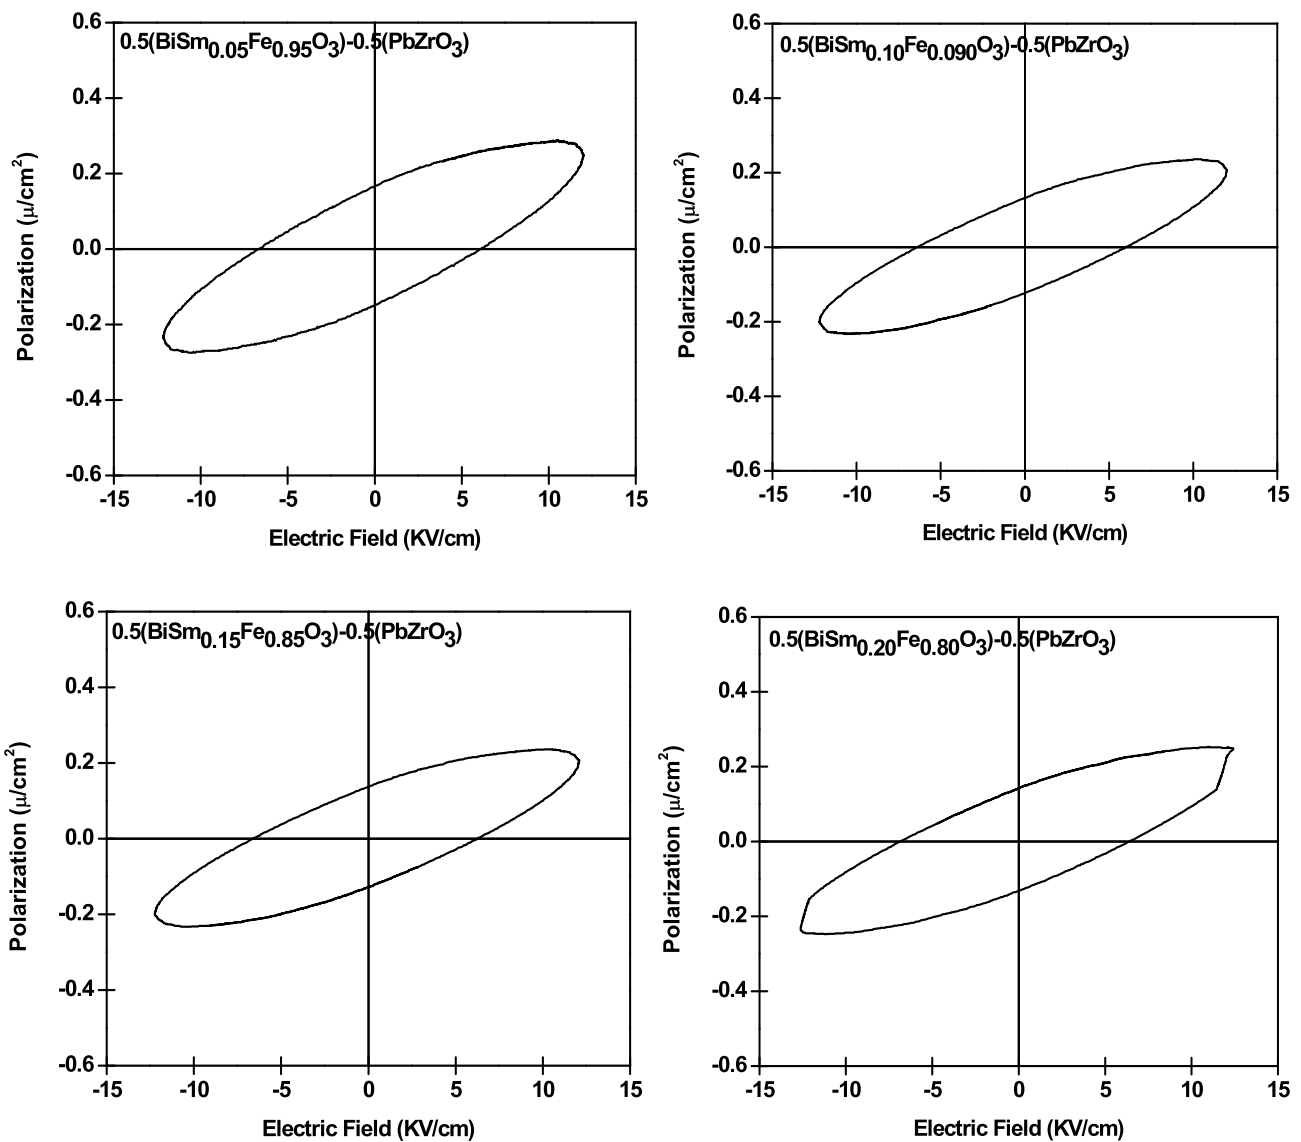 0.5(BiSm0.05Fe0.95O3)-0.5(PbZrO3)
0.6
0.4
0.2
0.0
-0.2
-0.4
-0.6
-15 -10 -5 0 5 10 15
Polarization (μ/cm2)
Electric Field (KV/cm)
0.5(BiSm0.10Fe0.090O3)-0.5(PbZrO3)
0.6
0.4
0.2
0.0
-0.2
-0.4
-0.6
-15 -10 -5 0 5 10 15
Polarization (μ/cm2)
Electric Field (KV/cm)
0.5(BiSm0.15Fe0.85O3)-0.5(PbZrO3)
0.6
0.4
0.2
0.0
-0.2
-0.4
-0.6
-15 -10 -5 0 5 10 15
Polarization (μ/cm2)
Electric Field (KV/cm)
0.5(BiSm0.20Fe0.80O3)-0.5(PbZrO3)
0.6
0.4
0.2
0.0
-0.2
-0.4
-0.6
-15 -10 -5 0 5 10 15
Polarization (μ/cm2)
Electric Field (KV/cm)